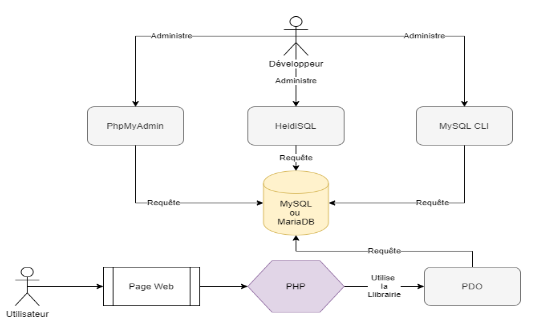 Administre
Administre
Développeur
Administre
PhpMyAdmin
HeidiSQL
MySQL CLI
Requête
Requête
Requête
MySQL
ou
MariaDB
Requête
Utilisateur
Page Web
PHP
Utilise
la
Llibrairie
PDO